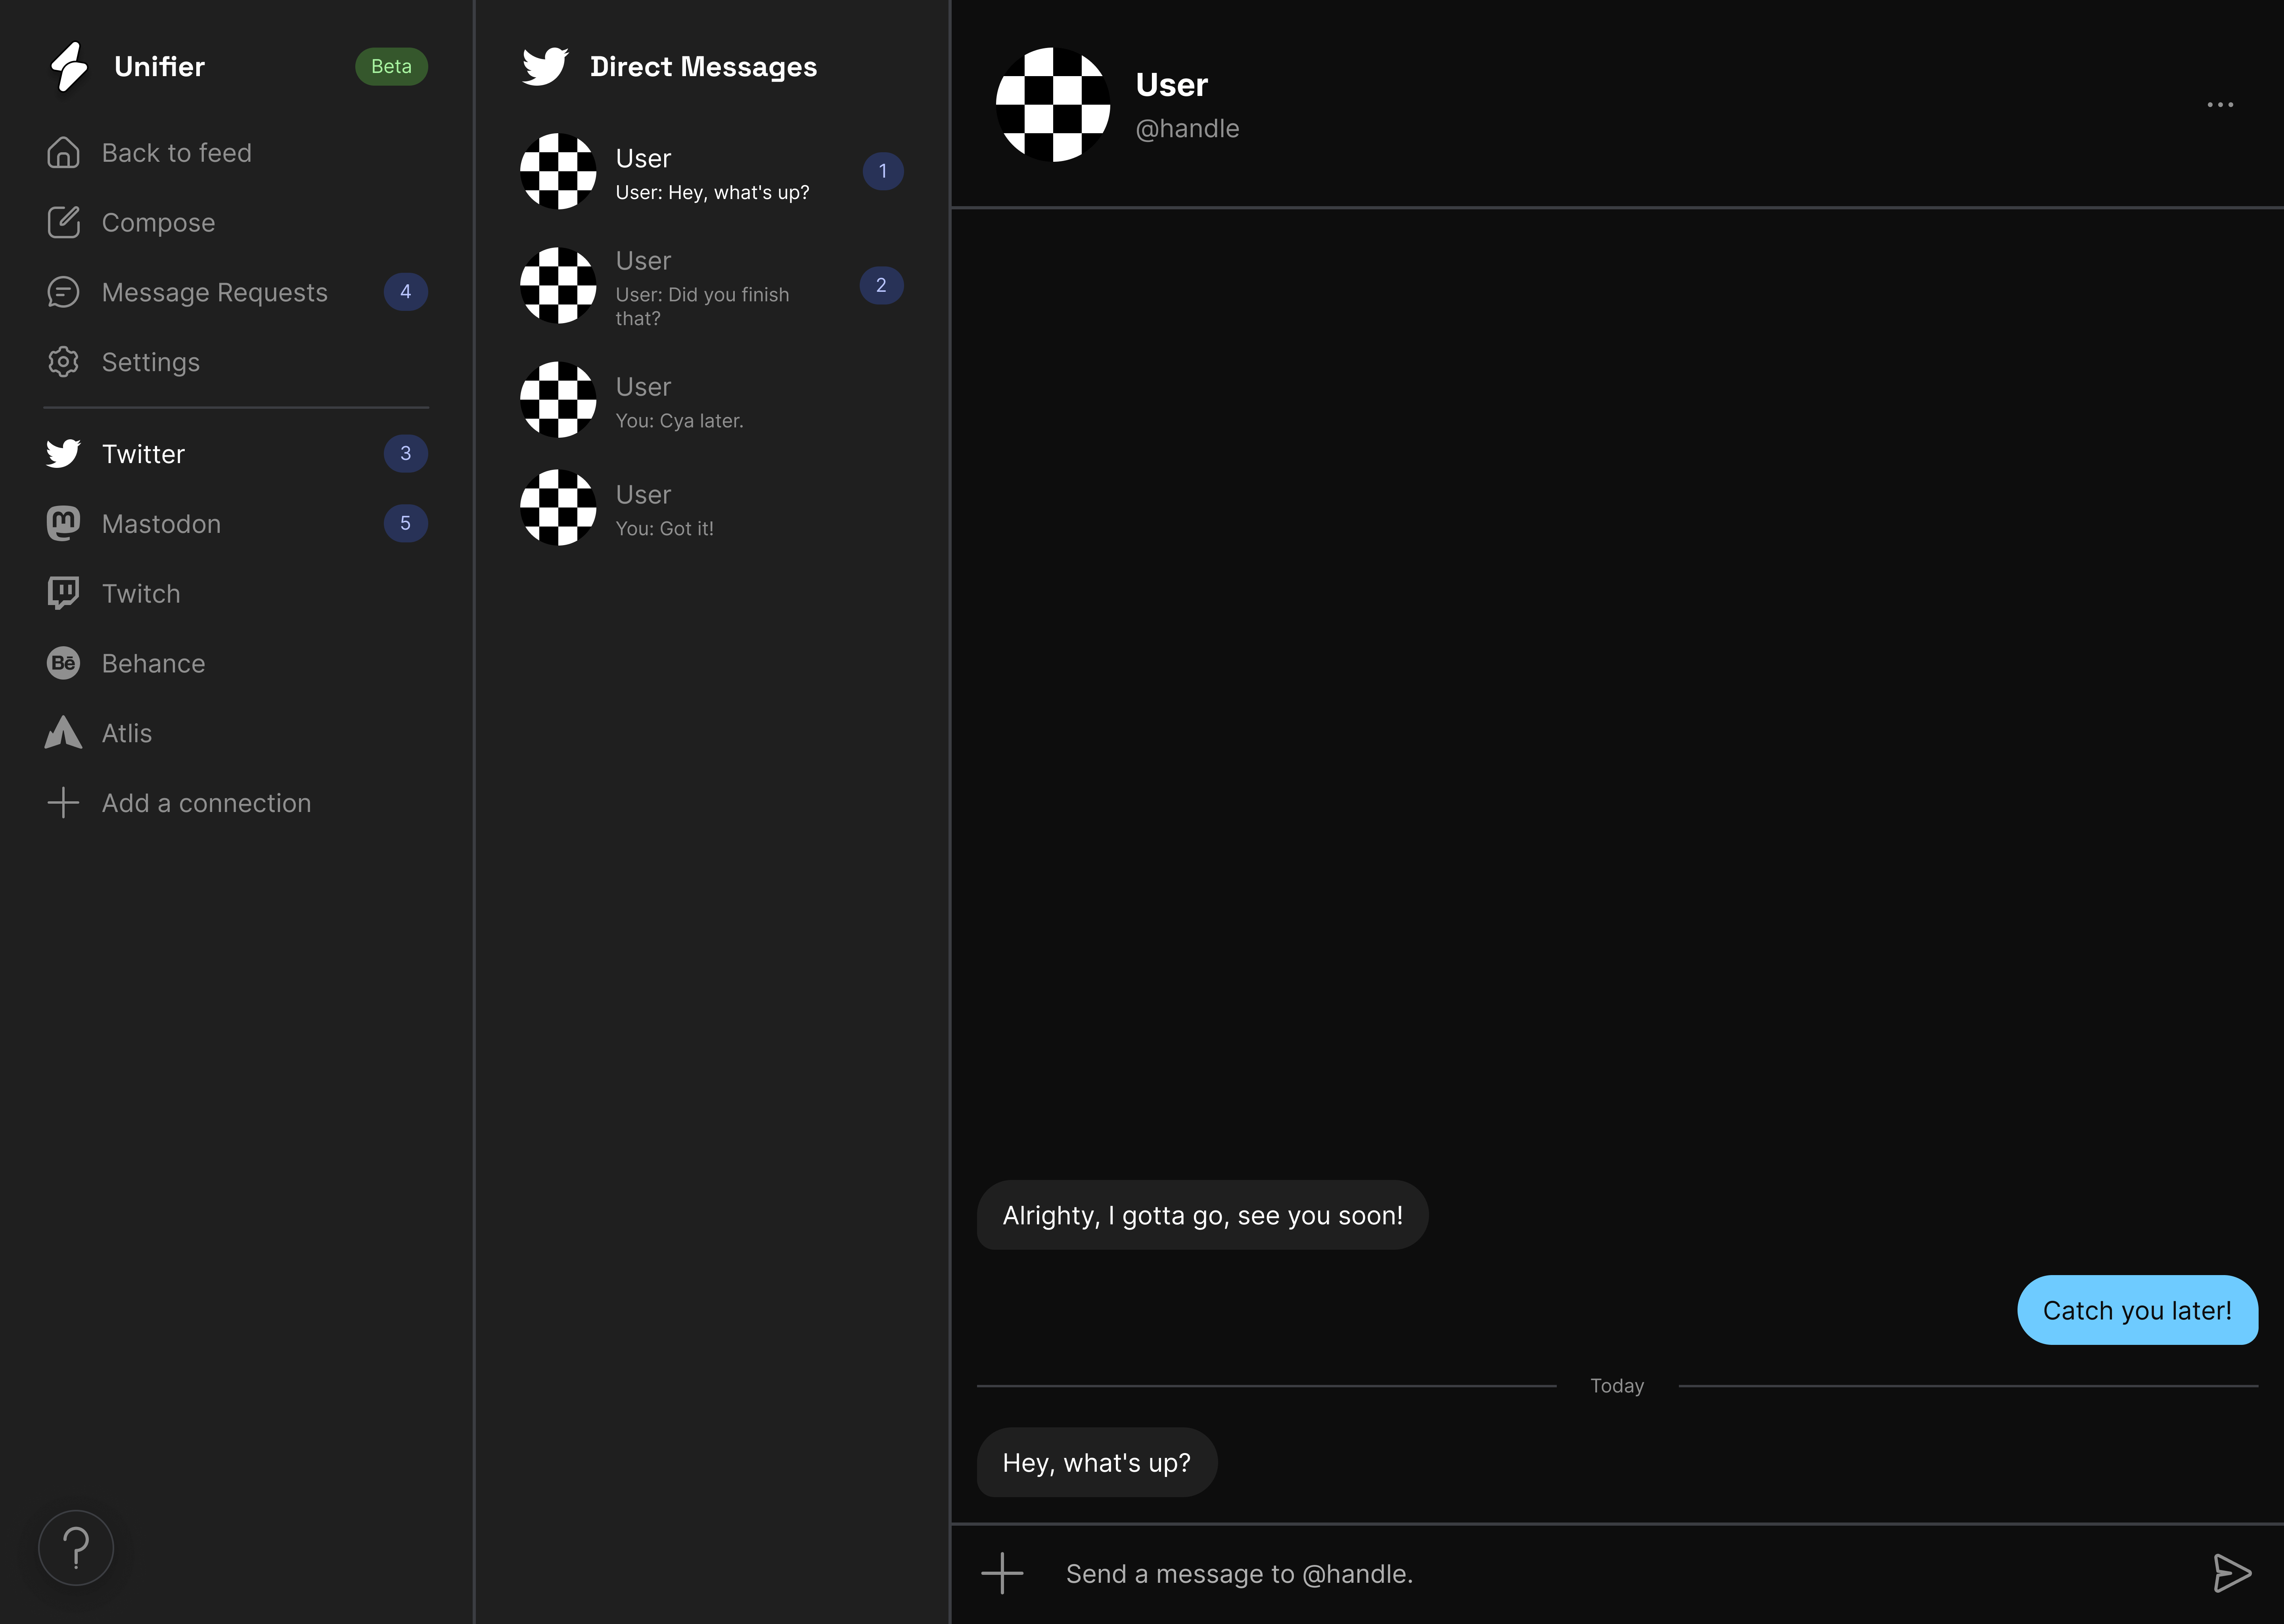 Unifier
Beta
Back to feed
Compose
Message Requests
4
Settings
Twitter
3
Mastodon
5
Twitch
Bē
Behance
Atlis
Add a connection
?
Direct Messages
User
User: Hey, what's up?
1
User
User: Did you finish
that?
2
User
You: Cya later.
User
You: Got it!
User
@handle
Alrighty, I gotta go, see you soon!
Catch you later!
Today
Hey, what's up?
Send a message to @handle.